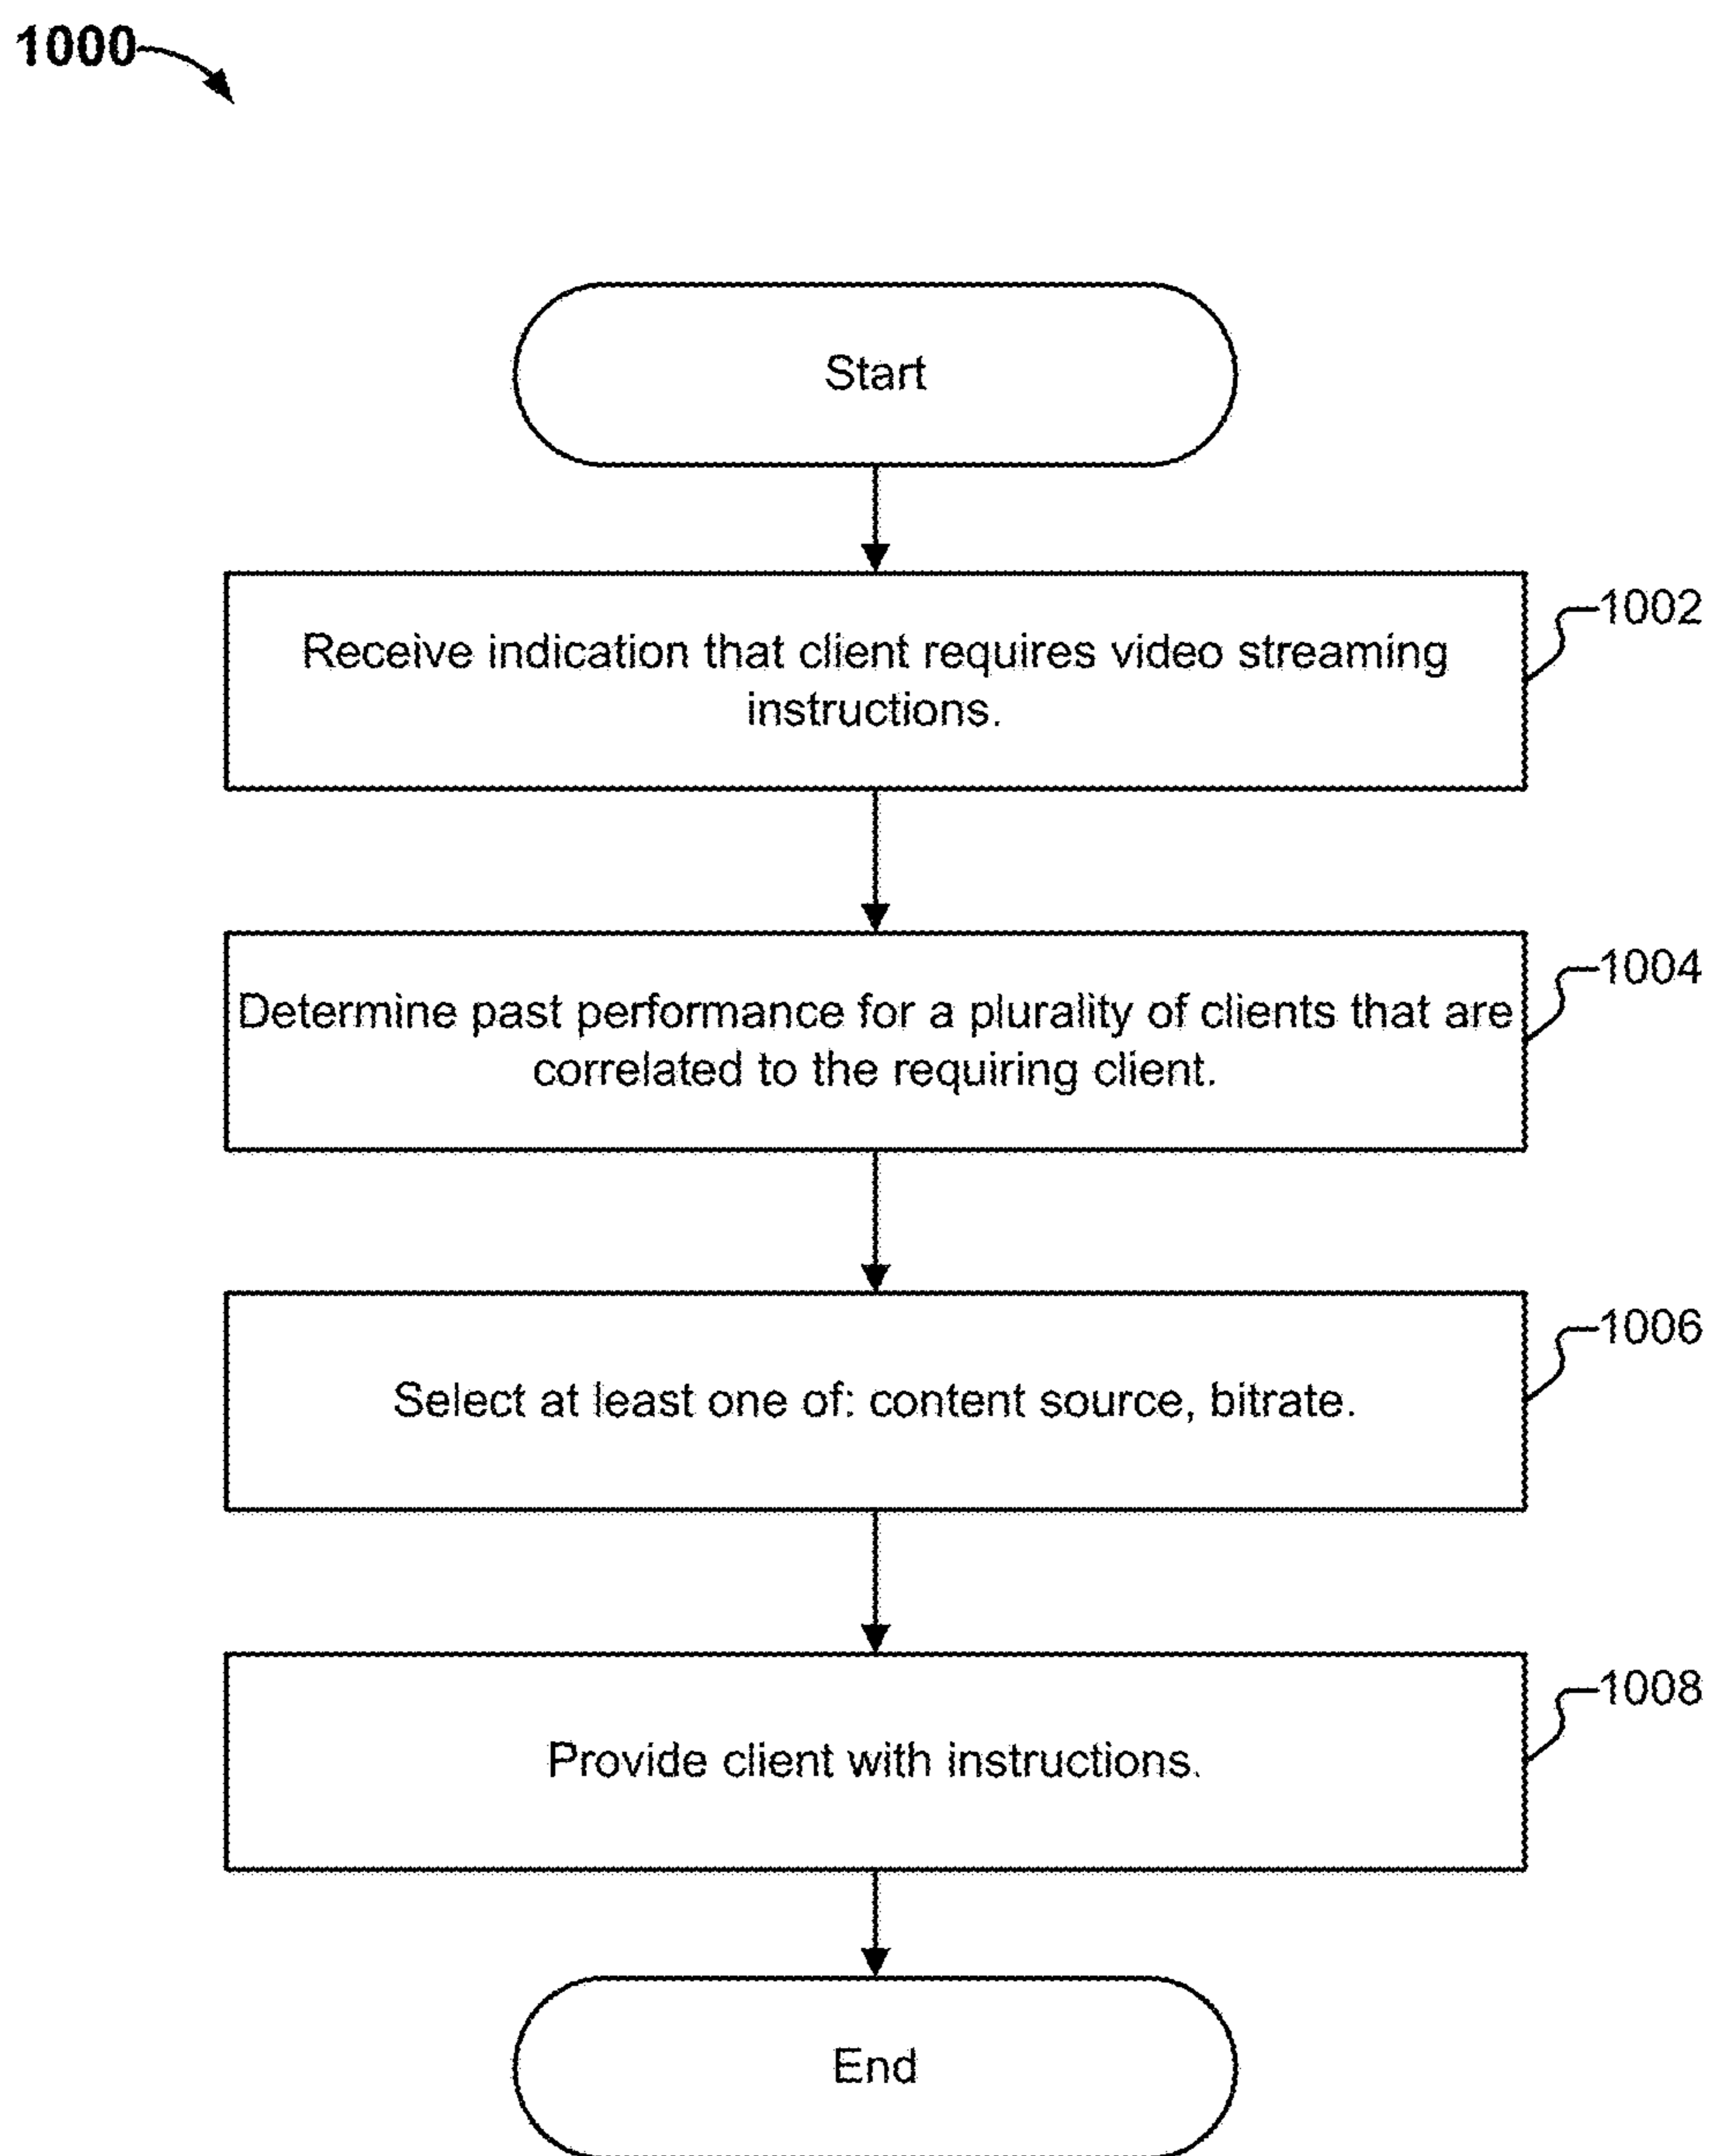 1000
Start
Receive indication that client requires video streaming
instructions.
1002
Determine past performance for a plurality of clients that are
correlated to the requiring client.
1004
Select at least one of: content source, bitrate.
1006
Provide client with instructions.
1008
End